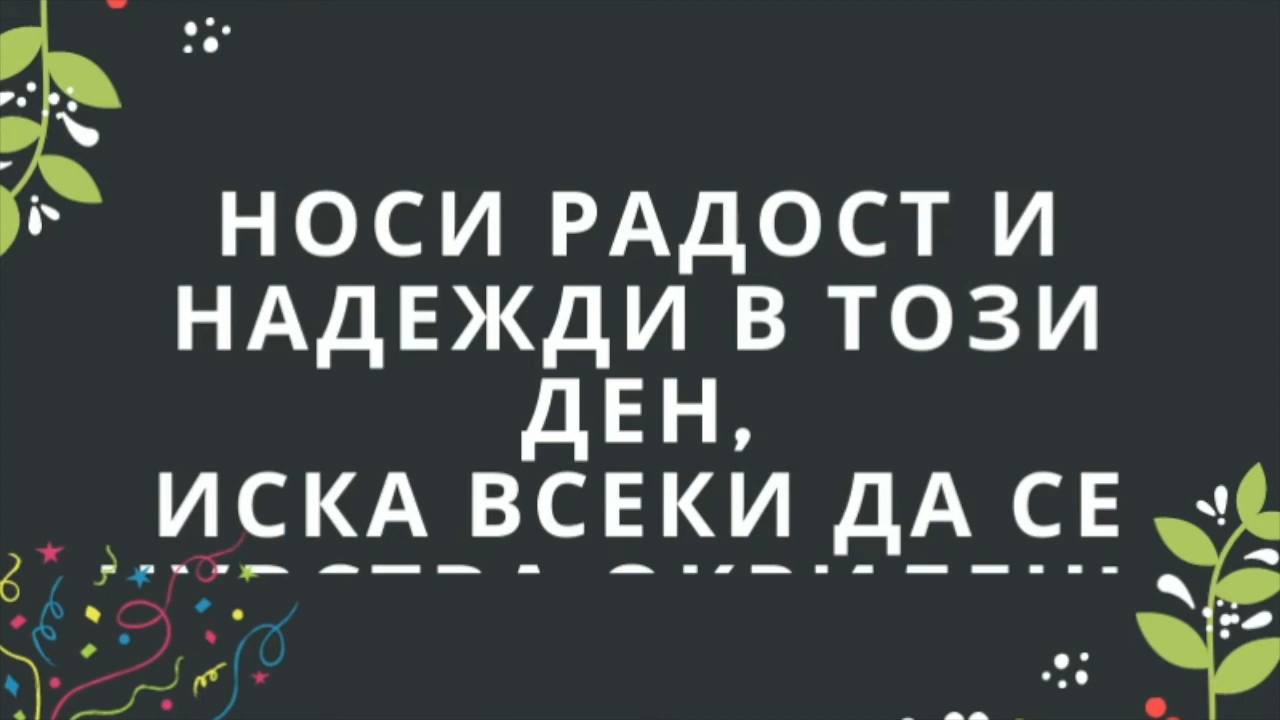 НОСИ РАДОСТ И
НАДЕЖДИ В ТОЗИ
ДЕН,
ИСКА ВСЕКИ ДА СЕ